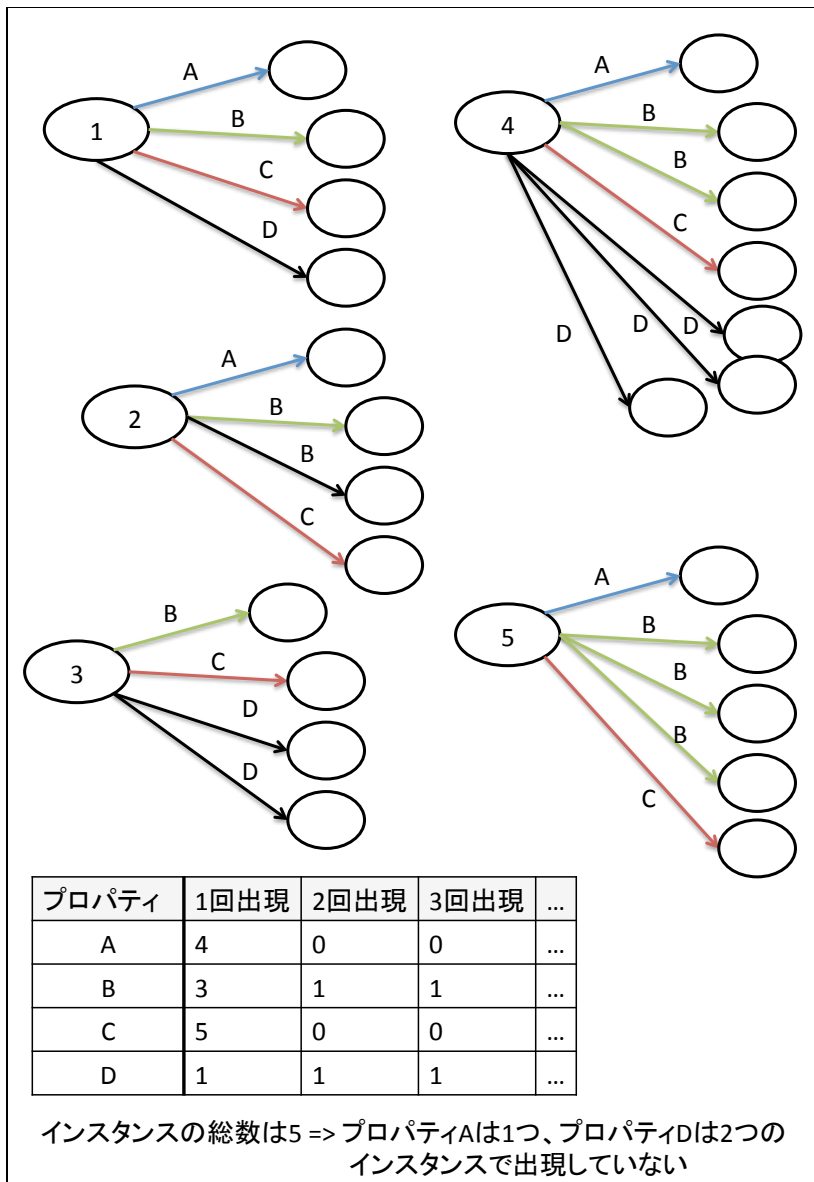 A
1
B
C
D
A
4
B
B
C
D
D
D
A
2
B
B
C
B
3
C
D
D
A
5
B
B
B
C
プロパティ 1回出現 2回出現 3回出現 ...
A 4 0 0 ...
B 3 1 1 ...
C 5 0 0 ...
D 1 1 1 ...
インスタンスの総数は5 => プロパティAは1つ、プロパティDは2つの
インスタンスで出現していない